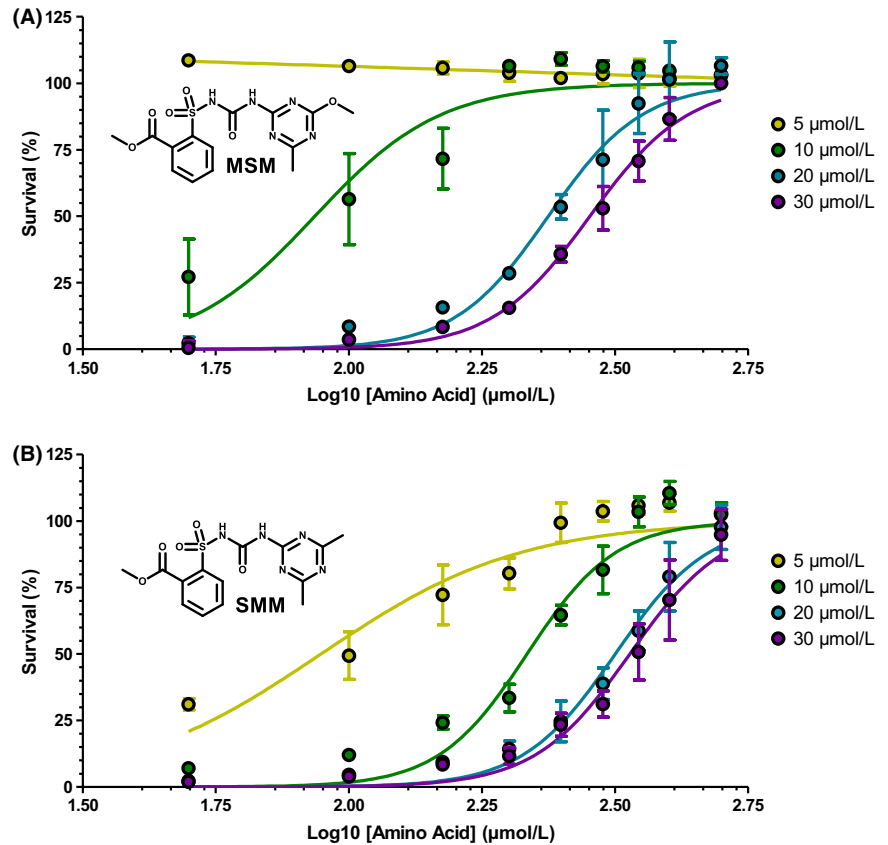 (A)
125
100
75
50
25
0
Survival (%)
1.50
1.75
2.00
2.25
2.50
2.75
Log10 [Amino Acid] (µmol/L)
O
O
S
H
N
H
N
O
O
O
N
N
N
O
MSM
5 µmol/L
10 µmol/L
20 µmol/L
30 µmol/L
(B)
125
100
75
50
25
0
Survival (%)
1.50
1.75
2.00
2.25
2.50
2.75
Log10 [Amino Acid] (µmol/L)
O
O
S
H
N
H
N
O
O
O
N
N
N
SMM
5 µmol/L
10 µmol/L
20 µmol/L
30 µmol/L